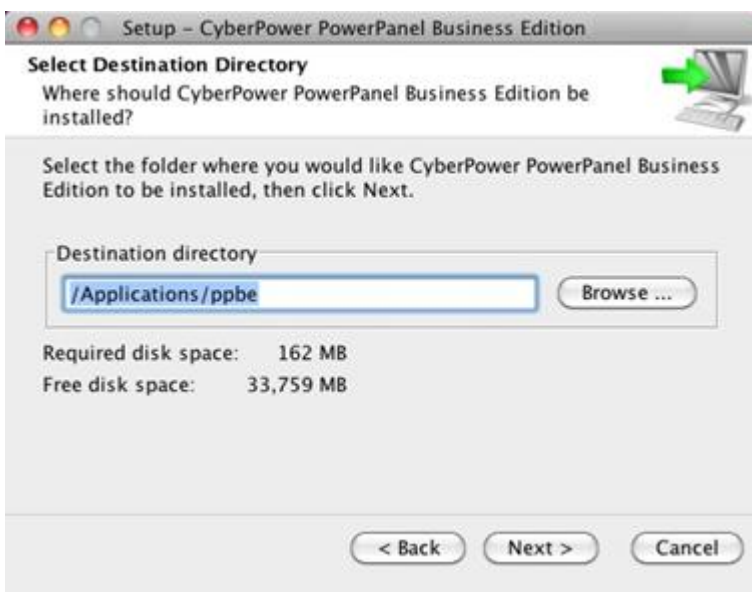 Setup – CyberPower PowerPanel Business Edition
Select Destination Directory
Where should CyberPower PowerPanel Business Edition be
installed?
Select the folder where you would like CyberPower PowerPanel Business
Edition to be installed, then click Next.
Destination directory
/Applications/ppbe
Browse ...
Required disk space: 162 MB
Free disk space: 33,759 MB
< Back Next > Cancel